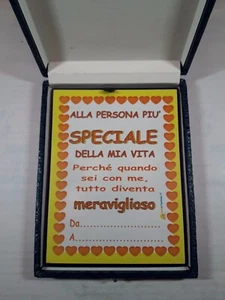 ALLA PERSONA PIU'
SPECIALE
DELLA MIA VITA
Perché quando
sei con me,
tutto diventa
meraviglioso
Da.......................
A.........................